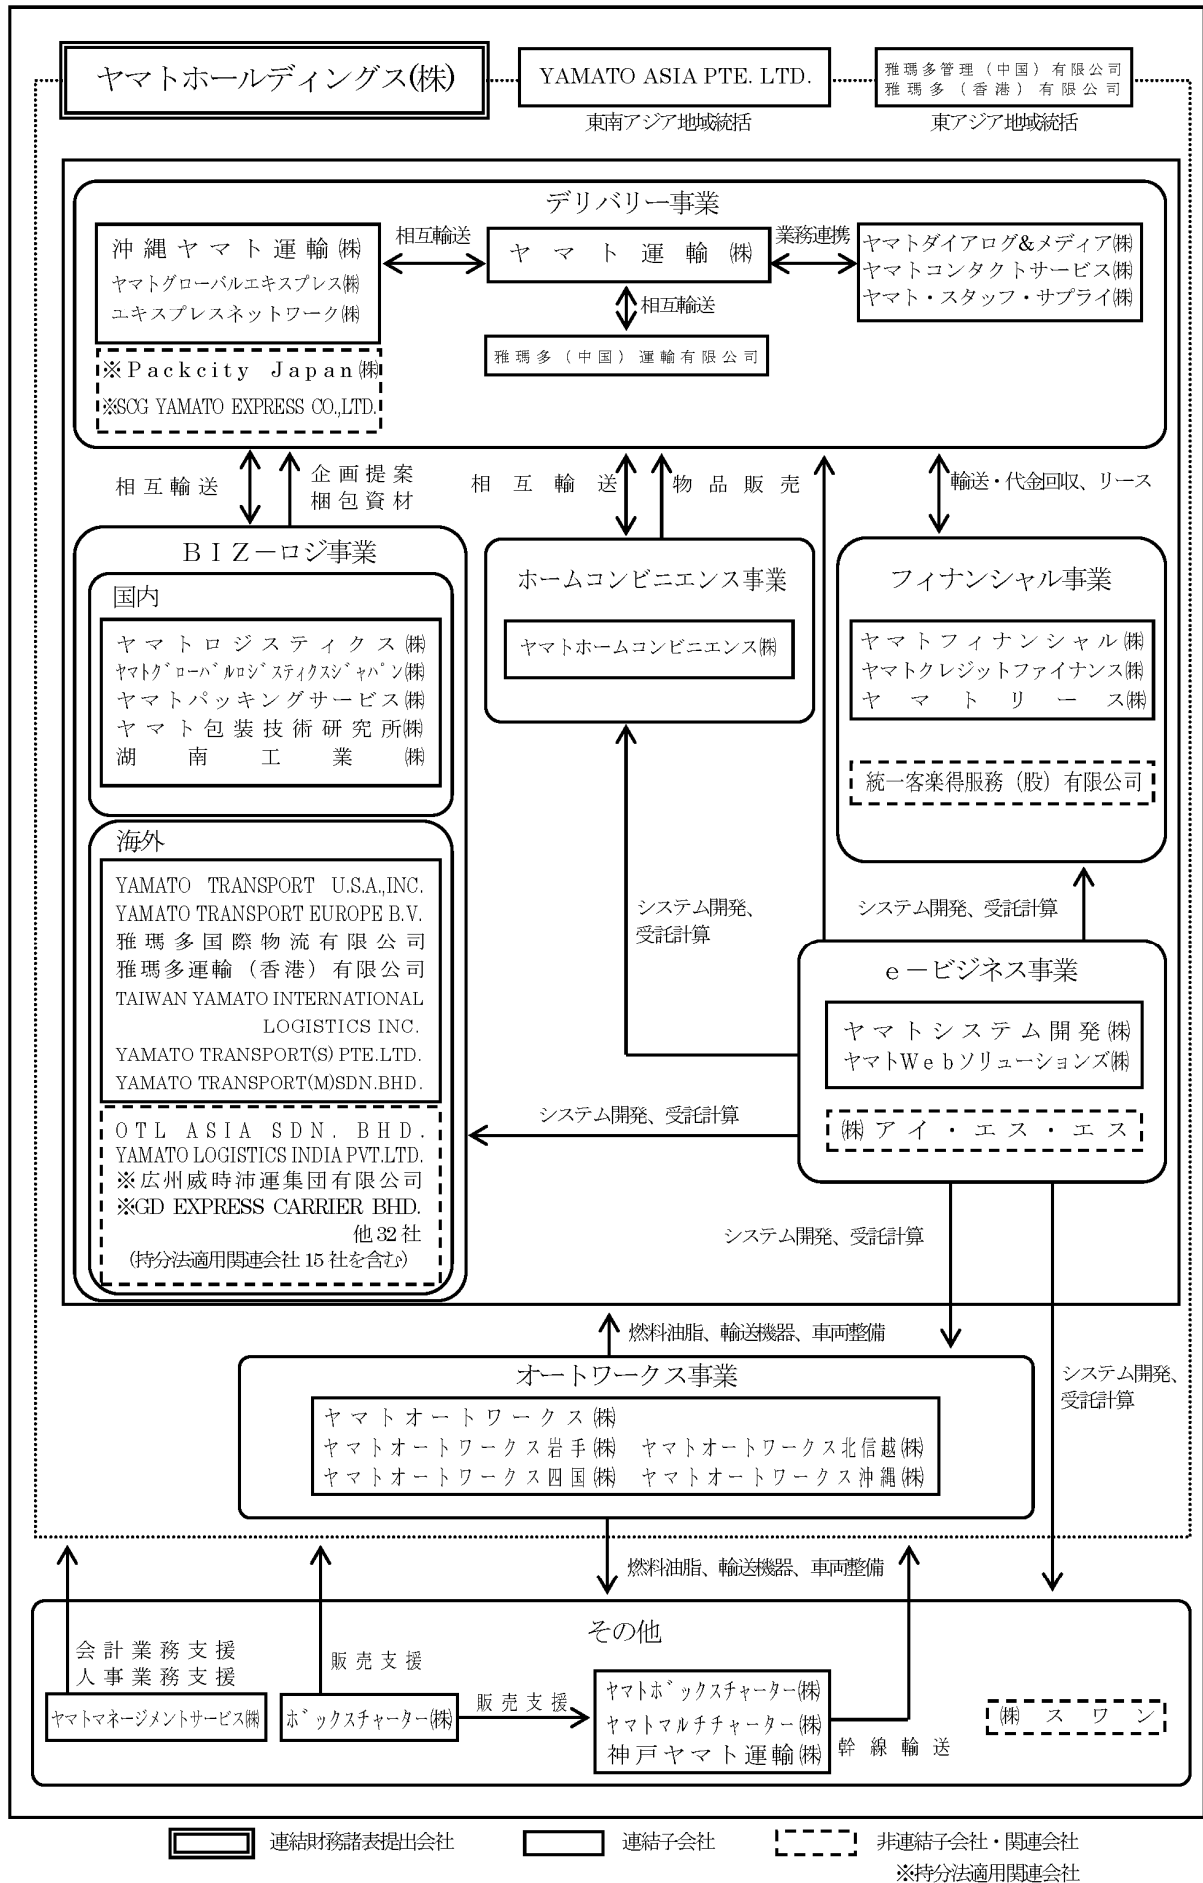 ヤマトホールディングス(株)
YAMATO ASIA PTE. LTD.
雅瑪多管理（中国）有限公司
雅瑪多（香港）有限公司
東南アジア地域統括
東アジア地域統括
デリバリー事業
沖縄ヤマト運輸㈱
ヤマトグローバルエキスプレス㈱
エキスプレスネットワーク㈱
※Packcity Japan㈱
※SCG YAMATO EXPRESS CO.,LTD.
相互輸送
ヤマト運輸㈱
相互輸送
雅瑪多（中国）運輸有限公司
業務連携
ヤマトダイアログ&メディア㈱
ヤマトコンタクトサービス㈱
ヤマト・スタッフ・サプライ㈱
相互輸送
企画提案
梱包資材
相互輸送
物品販売
輸送・代金回収、リース
BIZ－ロジ事業
国内
ヤマトロジスティクス㈱
ヤマトグローバルロジスティクスジャパン㈱
ヤマトパッキングサービス㈱
ヤマト包装技術研究所㈱
湖南工業㈱
海外
YAMATO TRANSPORT U.S.A.,INC.
YAMATO TRANSPORT EUROPE B.V.
雅瑪多国際物流有限公司
雅瑪多運輸（香港）有限公司
TAIWAN YAMATO INTERNATIONAL
LOGISTICS INC.
YAMATO TRANSPORT(S) PTE.LTD.
YAMATO TRANSPORT(M)SDN.BHD.
OTL ASIA SDN. BHD.
YAMATO LOGISTICS INDIA PVT.LTD.
※広州威時沛運集団有限公司
※GD EXPRESS CARRIER BHD.
他32社
(持分法適用関連会社15社を含む)
ホームコンビニエンス事業
ヤマトホームコンビニエンス㈱
フィナンシャル事業
ヤマトフィナンシャル㈱
ヤマトクレジットファイナンス㈱
ヤマトリース㈱
統一客楽得服務（股）有限公司
システム開発、
受託計算
システム開発、受託計算
e－ビジネス事業
ヤマトシステム開発㈱
ヤマトWebソリューションズ㈱
㈱アイ・エス・エス
システム開発、受託計算
システム開発、受託計算
燃料油脂、輸送機器、車両整備
オートワークス事業
ヤマトオートワークス㈱
ヤマトオートワークス岩手㈱　ヤマトオートワークス北信越㈱
ヤマトオートワークス四国㈱　ヤマトオートワークス沖縄㈱
システム開発、
受託計算
燃料油脂、輸送機器、車両整備
その他
会計業務支援
人事業務支援
ヤマトマネージメントサービス㈱
販売支援
ボックスチャーター㈱
販売支援
ヤマトボックスチャーター㈱
ヤマトマルチチャーター㈱
神戸ヤマト運輸㈱
幹線輸送
㈱スワン
連結財務諸表提出会社
連結子会社
非連結子会社・関連会社
※持分法適用関連会社